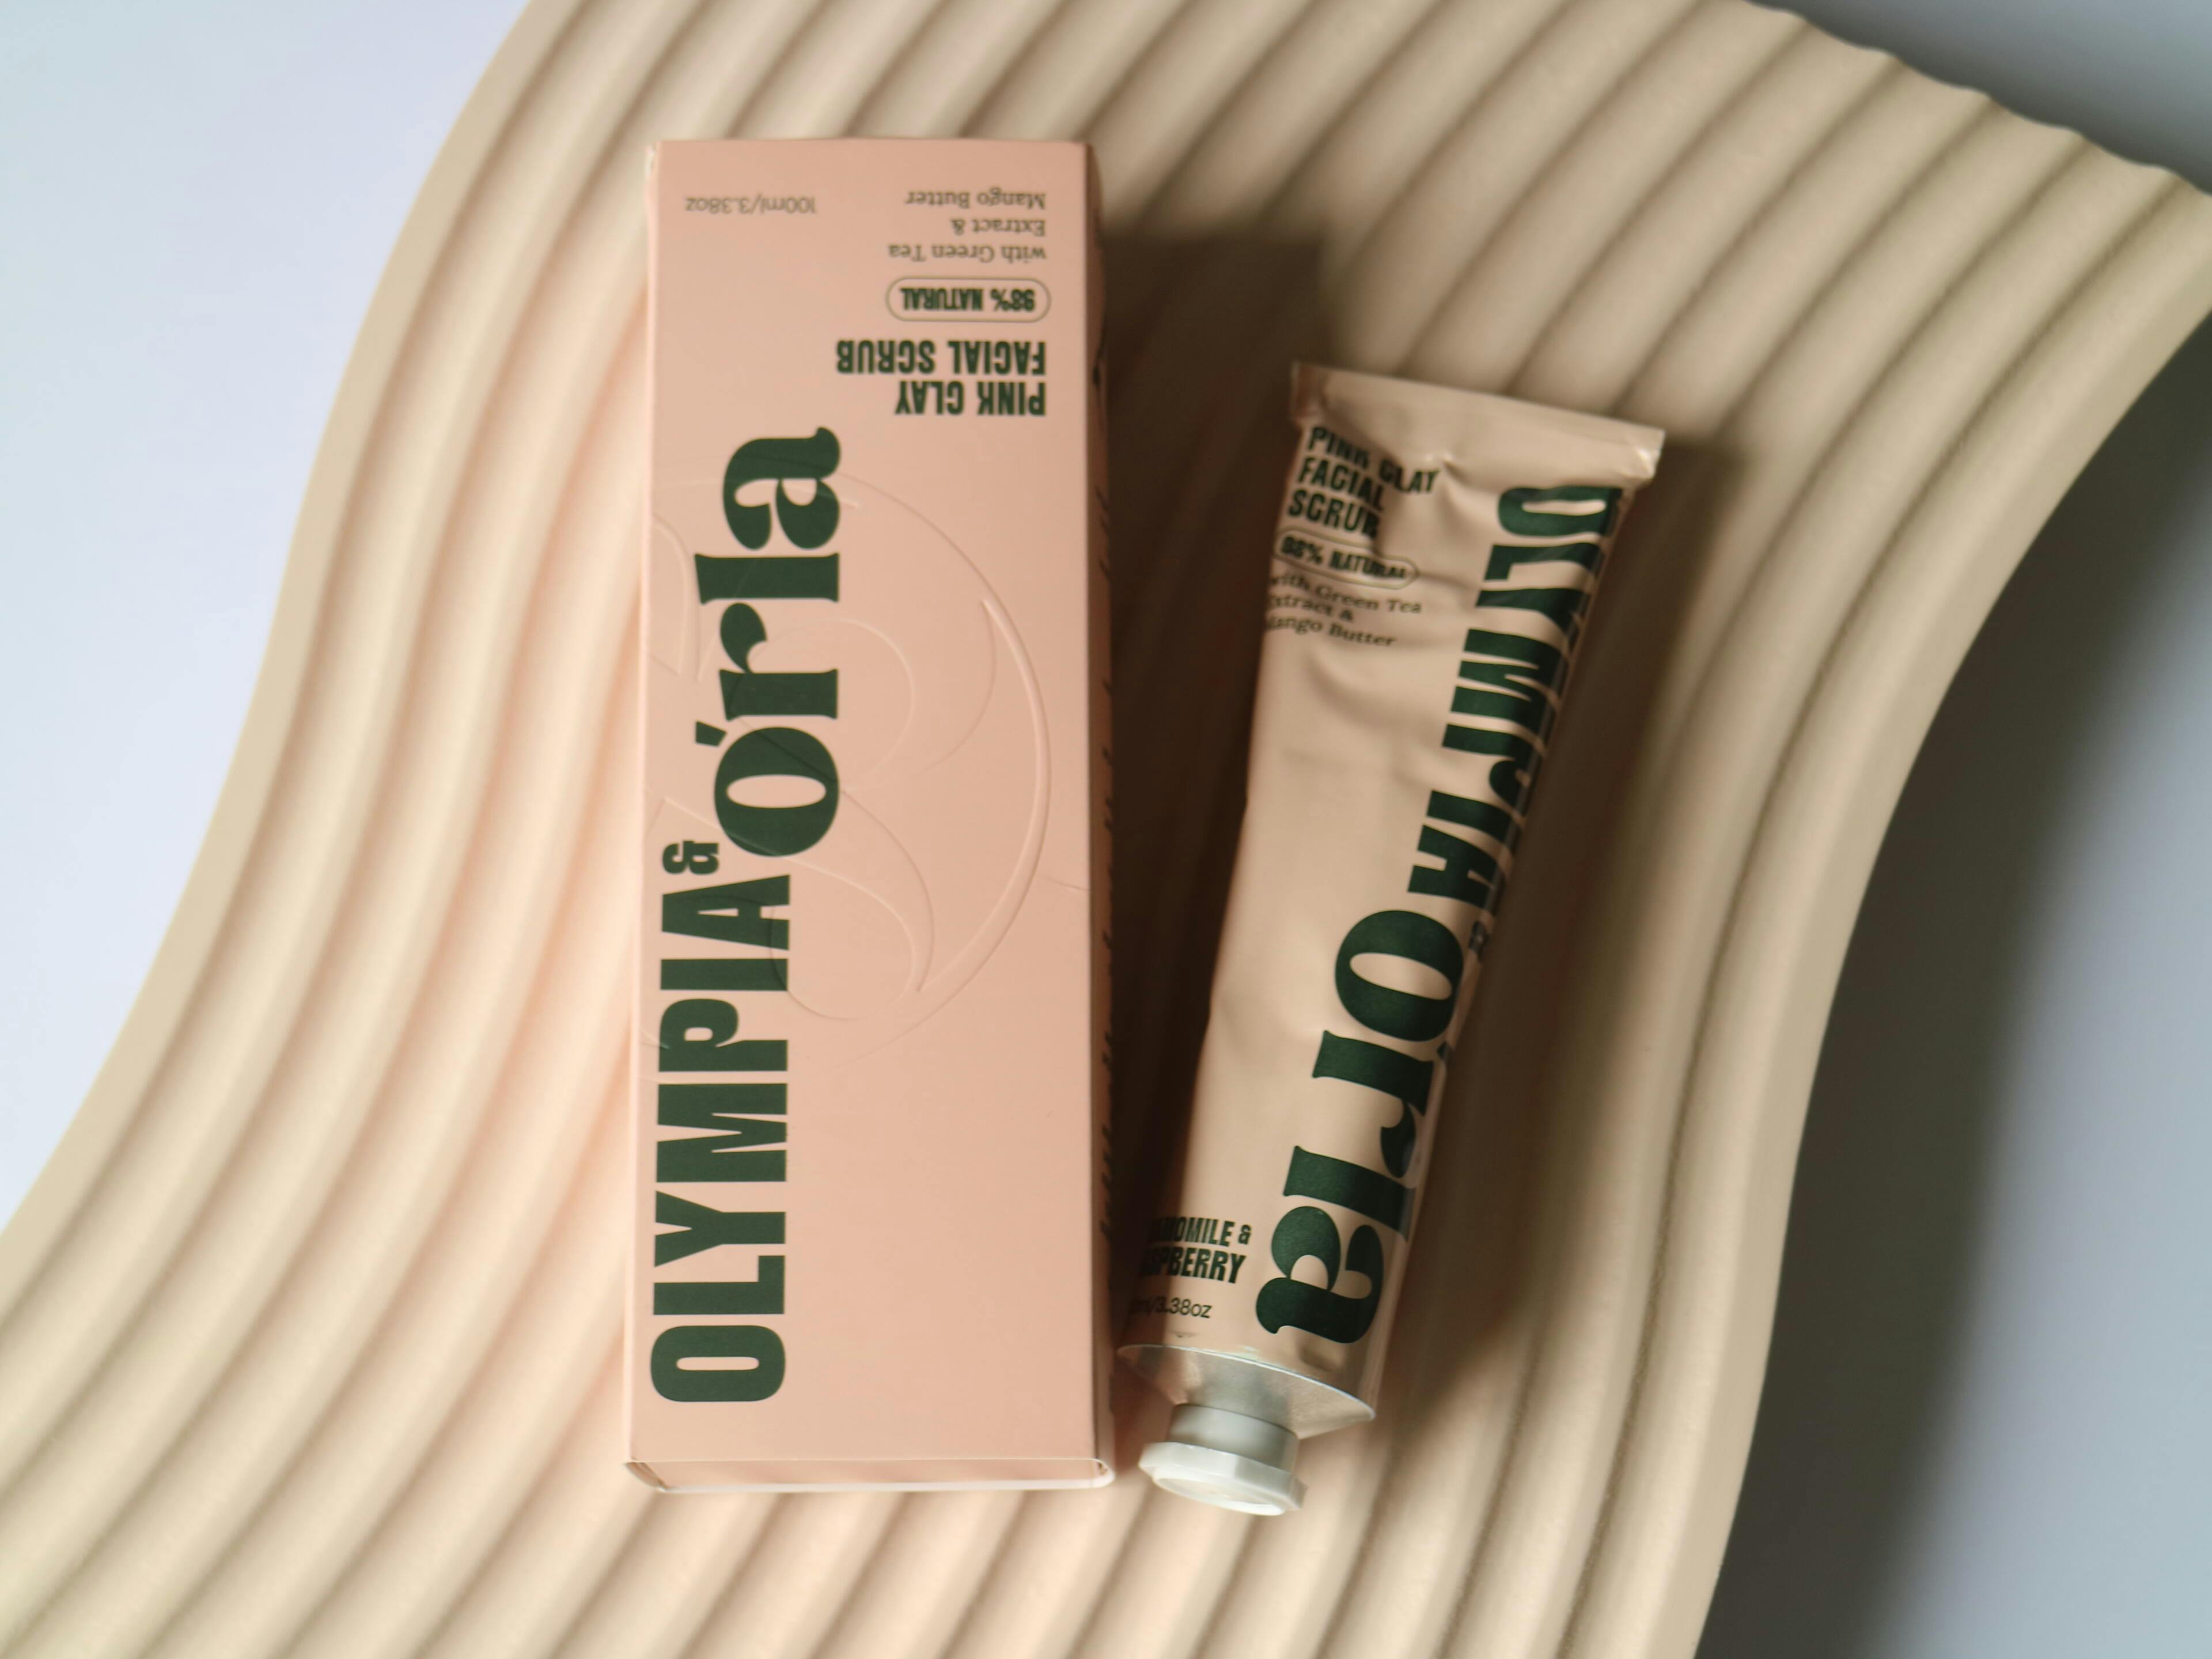 OLYMPIA & órla
PINK CLAY
FACIAL SCRUB
98% NATURAL
with Green Tea
Extract &
Mango Butter
100ml/3.38oz
PINK CLAY
FACIAL
SCRUB
98% NATURAL
with Green Tea
Extract &
Mango Butter
OLYMPIA & órla
&
3.38oz